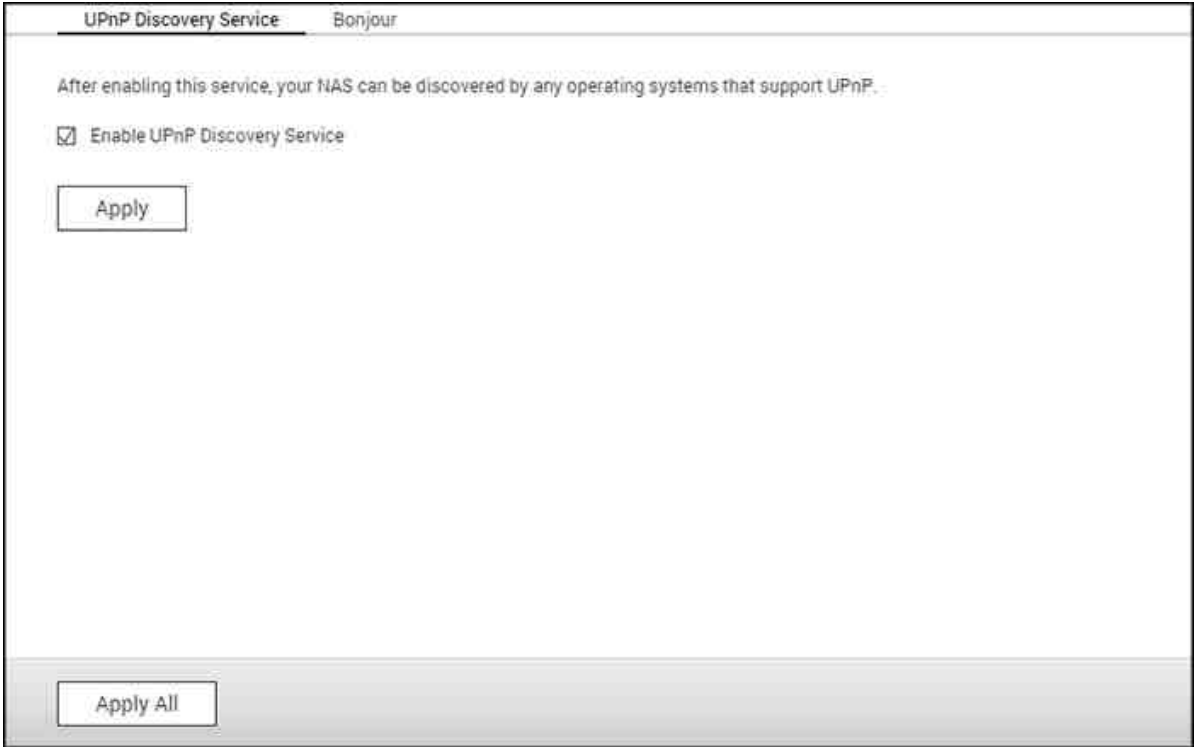 UPnP Discovery Service Bonjour
After enabling this service, your NAS can be discovered by any operating systems that support UPnP.
Enable UPnP Discovery Service
Apply
Apply All